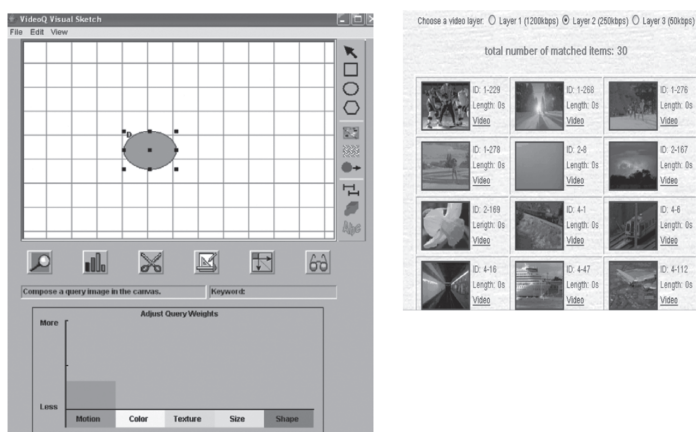 VideoQ Visual Sketch
File Edit View
D
Compose a query image in the canvas.
Keyword:
Adjust Query Weights
More
Less
Motion Color Texture Size Shape
Choose a video layer: Layer 1 (1200kbps) Layer 2 (250kbps) Layer 3 (50kbps)
total number of matched items: 30
ID: 1-229 ID: 1-268 ID: 1-276
Length: 0s Length: 0s Length: 0s
Video Video Video
ID: 1-278 ID: 2-8 ID: 2-167
Length: 0s Length: 0s Length: 0s
Video Video Video
ID: 2-169 ID: 4-1 ID: 4-6
Length: 0s Length: 0s Length: 0s
Video Video Video
ID: 4-16 ID: 4-47 ID: 4-112
Length: 0s Length: 0s Length: 0s
Video Video Video